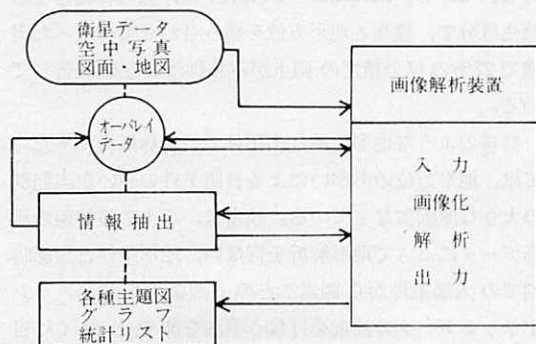 衛星データ
空中写真
図面・地図
画像解析装置
オーバレイ
データ
入力
画像化
情報抽出
解析
出力
各種主題図
グラフ
統計リスト